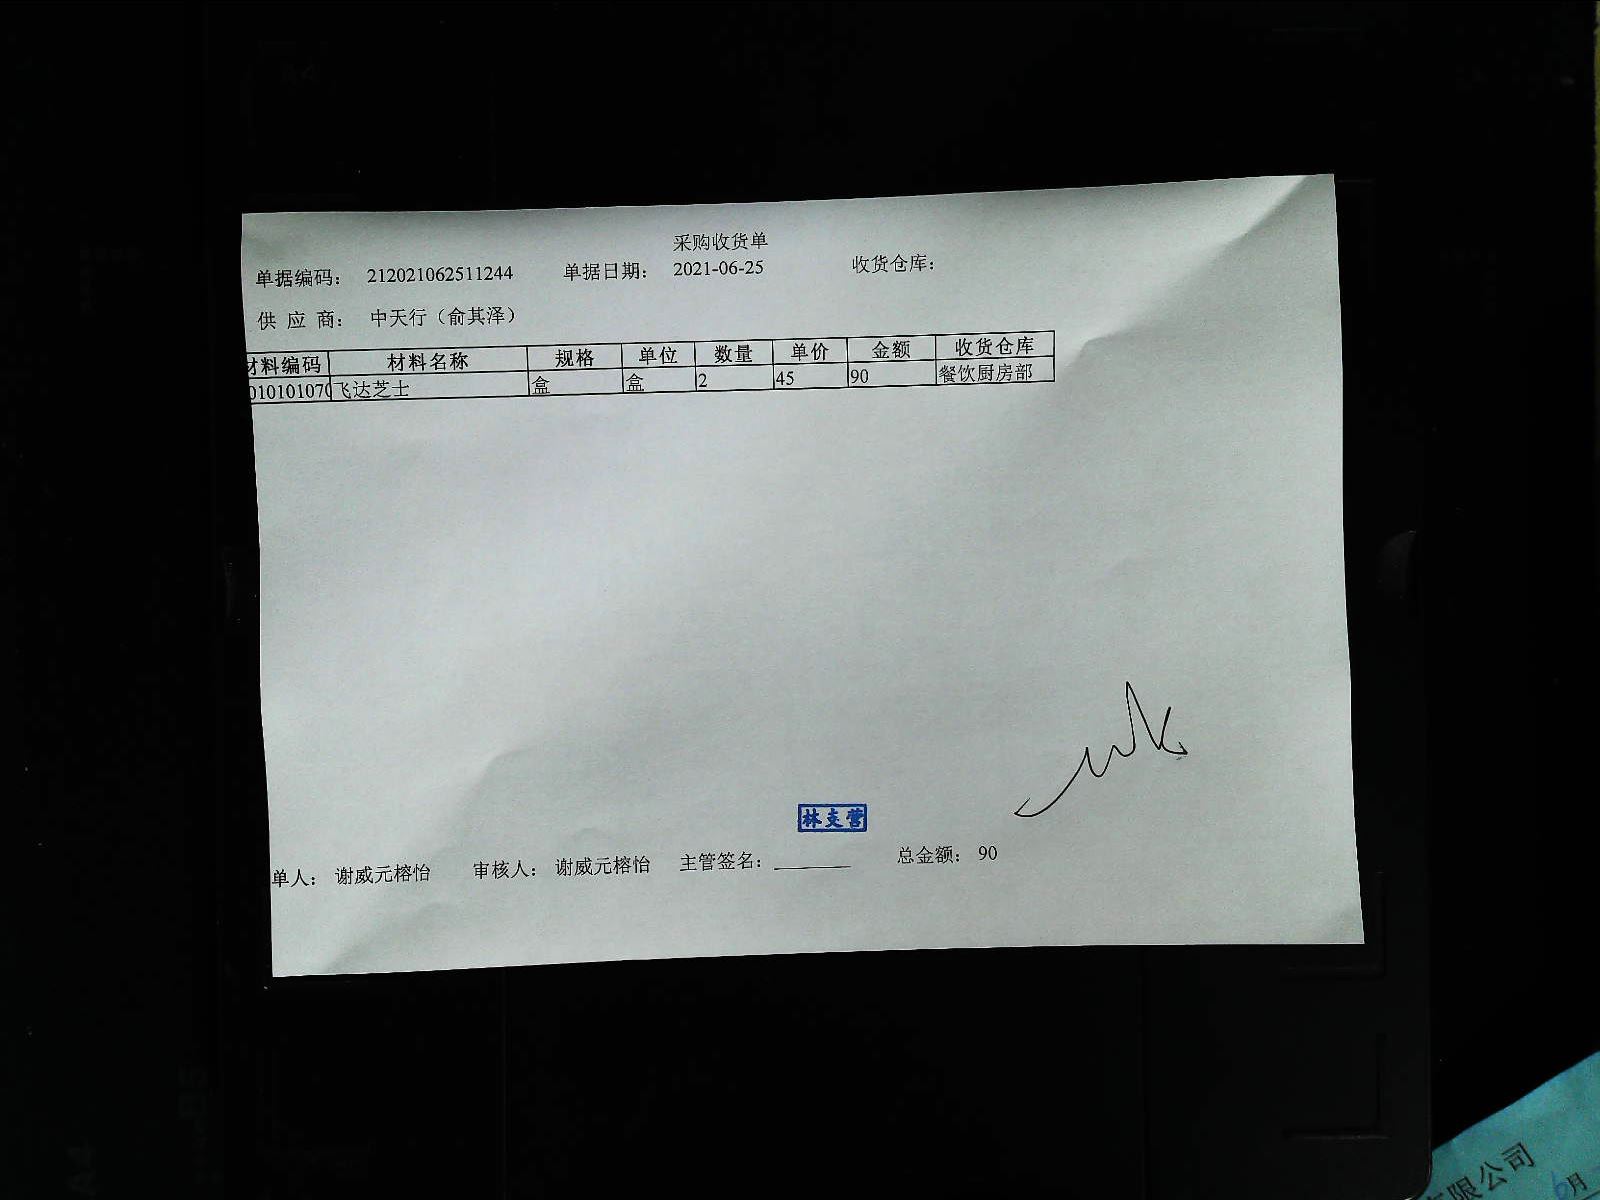 采购收货单
单据编码： 212021062511244 单据日期： 2021-06-25 收货仓库：
供 应 商： 中天行（俞其泽）
材料编码 材料名称 规格 单位 数量 单价 金额 收货仓库
010101070 飞达芝士 盒 盒 2 45 90 餐饮厨房部
林支营
单人： 谢威元榕怡 审核人： 谢威元榕怡 主管签名： ________ 总金额： 90
有限公司
6月